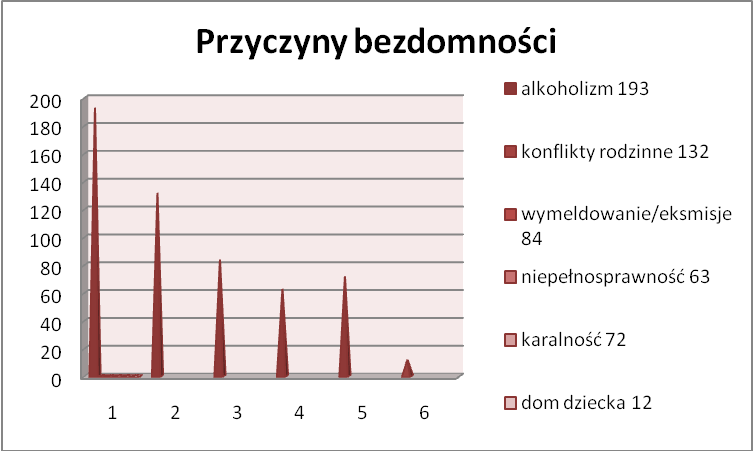 Przyczyny bezdomności
200
180
160
140
120
100
80
60
40
20
0
1 2 3 4 5 6
alkoholizm 193
konflikty rodzinne 132
wymeldowanie/eksmisje
84
niepełnosprawność 63
karalność 72
dom dziecka 12